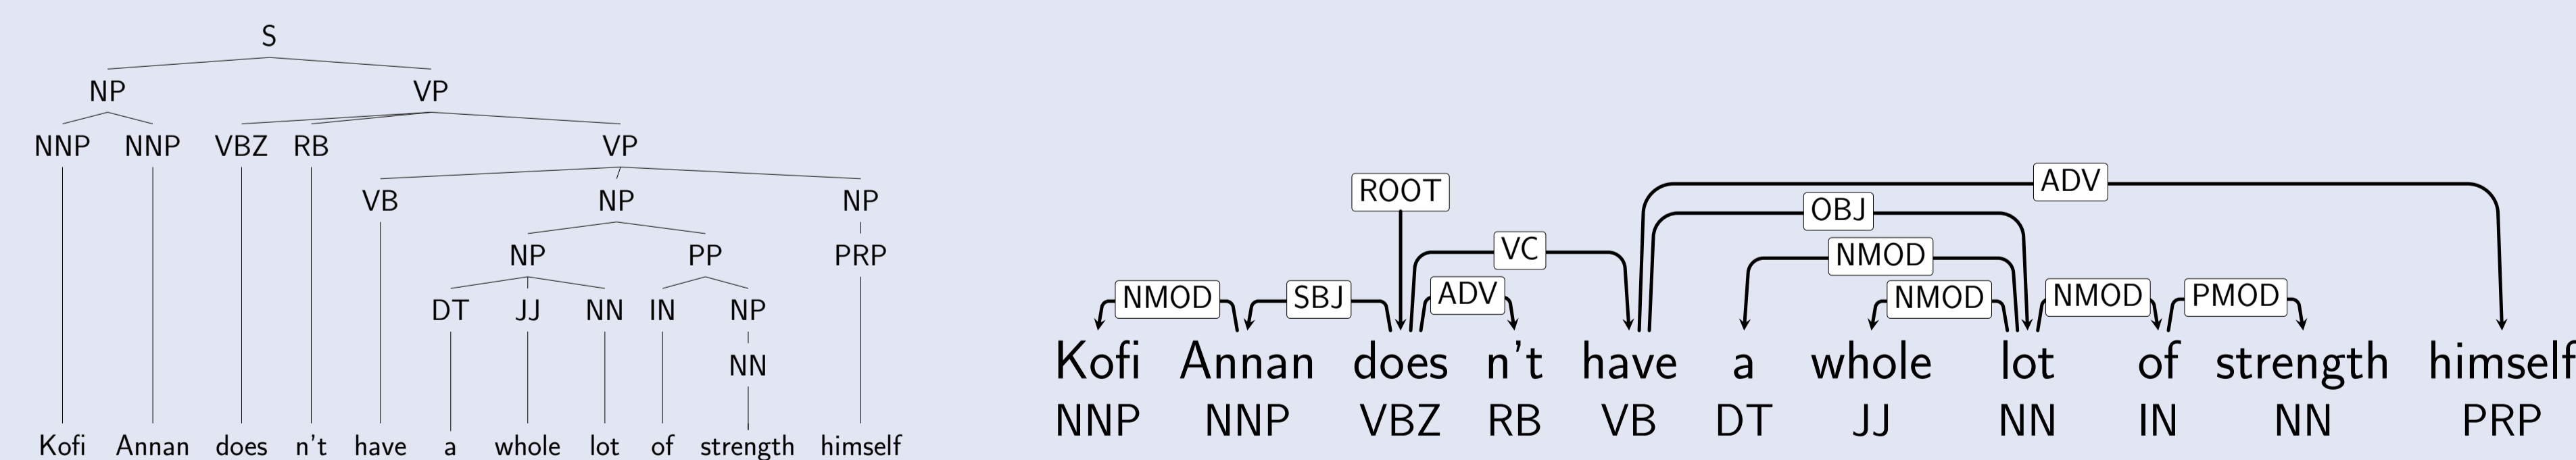 S
NP VP
NNP NNP VBZ RB VP
VB NP NP
NP PP PRP
DT JJ NN IN NP
NN
Kofi Annan does n't have a whole lot of strength himself
ADV
ROOT OBJ
VC NMOD
NMOD SBJ ADV NMOD NMOD PMOD
Kofi Annan does n't have a whole lot of strength himself
NNP NNP VBZ RB VB DT JJ NN IN NN PRP